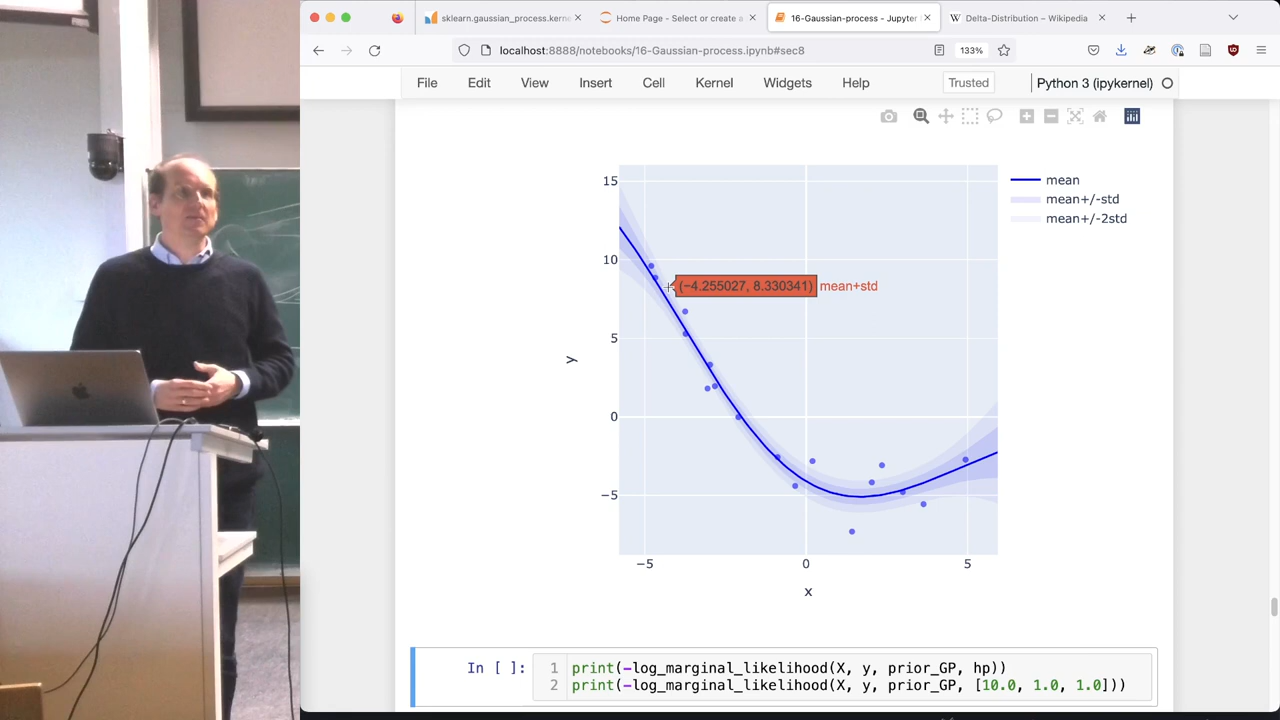 sklearn.gaussian_process.kerne
Home Page - Select or create a
16-Gaussian-process - Jupyter
Delta-Distribution – Wikipedia
localhost:8888/notebooks/16-Gaussian-process.ipynb#sec8
133%
File Edit View Insert Cell Kernel Widgets Help
Trusted
Python 3 (ipykernel)
15
10
5
0
−5
y
(−4.255027, 8.330341) mean+std
mean
mean+/-std
mean+/-2std
−5 0 5
x
In [ ]:
1 print(-log_marginal_likelihood(X, y, prior_GP, hp))
2 print(-log_marginal_likelihood(X, y, prior_GP, [10.0, 1.0, 1.0]))